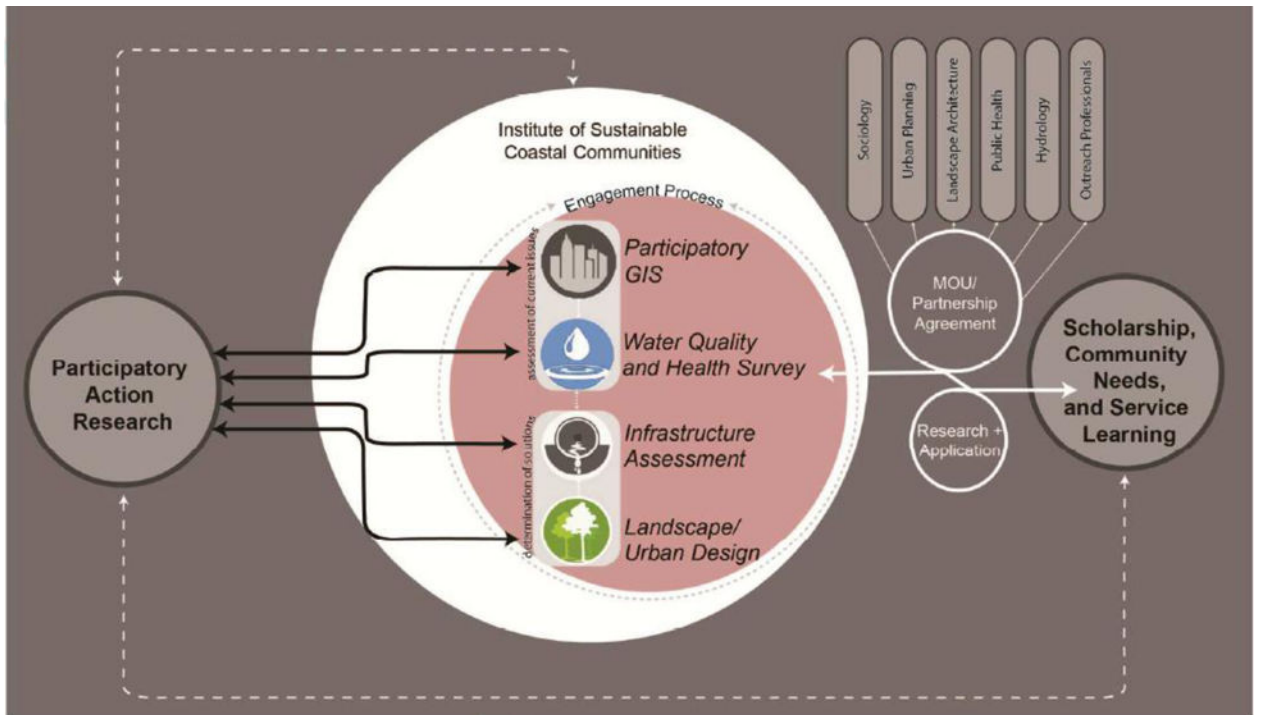 Institute of Sustainable
Coastal Communities
Engagement Process
assessment of current issues
Participatory
GIS
Water Quality
and Health Survey
determination of solutions
Infrastructure
Assessment
Landscape/
Urban Design
Participatory
Action
Research
Sociology
Urban Planning
Landscape Architecture
Public Health
Hydrology
Outreach Professionals
MOU/
Partnership
Agreement
Research +
Application
Scholarship,
Community
Needs,
and Service
Learning